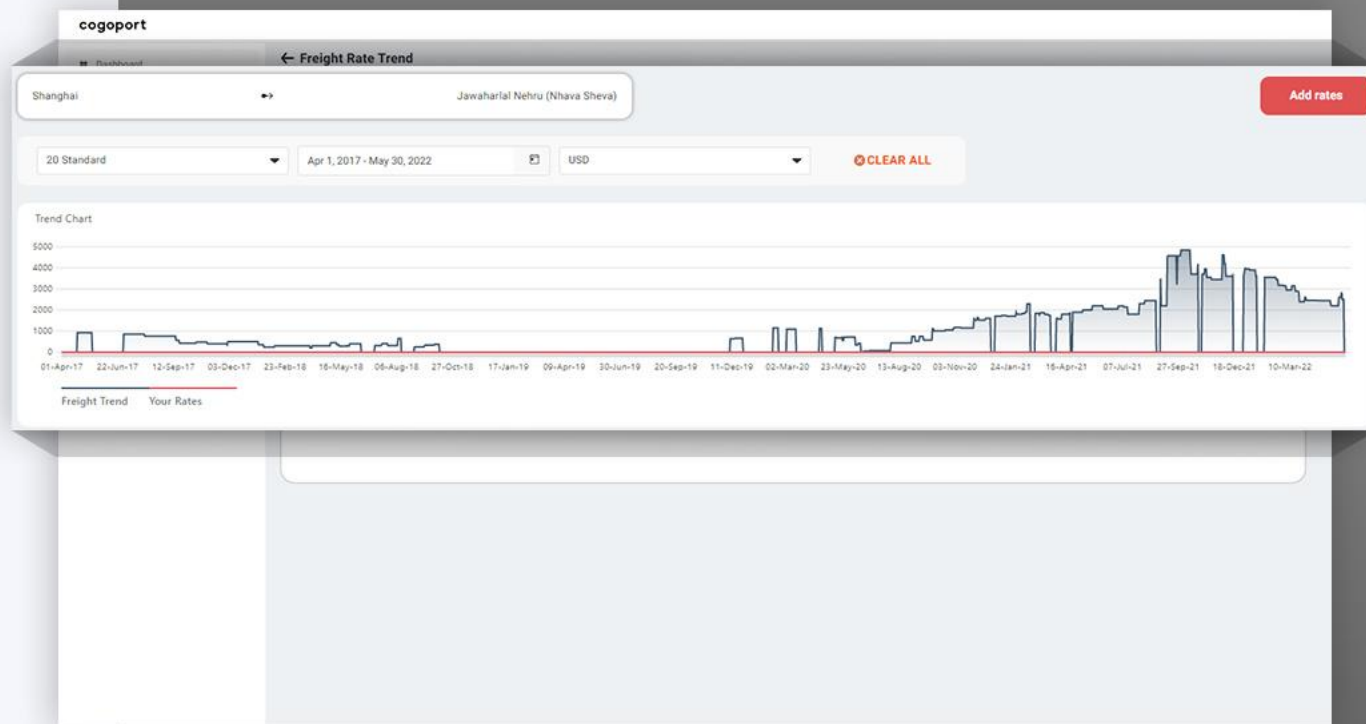 cogoport
Dashboard
← Freight Rate Trend
Shanghai
Jawaharlal Nehru (Nhava Sheva)
Add rates
20 Standard
Apr 1, 2017 - May 30, 2022
USD
CLEAR ALL
Trend Chart
5000
4000
3000
2000
1000
0
01-Apr-17 22-Jun-17 12-Sep-17 03-Dec-17 23-Feb-18 16-May-18 06-Aug-18 27-Oct-18 17-Jan-19 09-Apr-19 30-Jun-19 20-Sep-19 11-Dec-19 02-Mar-20 23-May-20 13-Aug-20 03-Nov-20 24-Jan-21 16-Apr-21 07-Jul-21 27-Sep-21 18-Dec-21 10-Mar-22
Freight Trend Your Rates